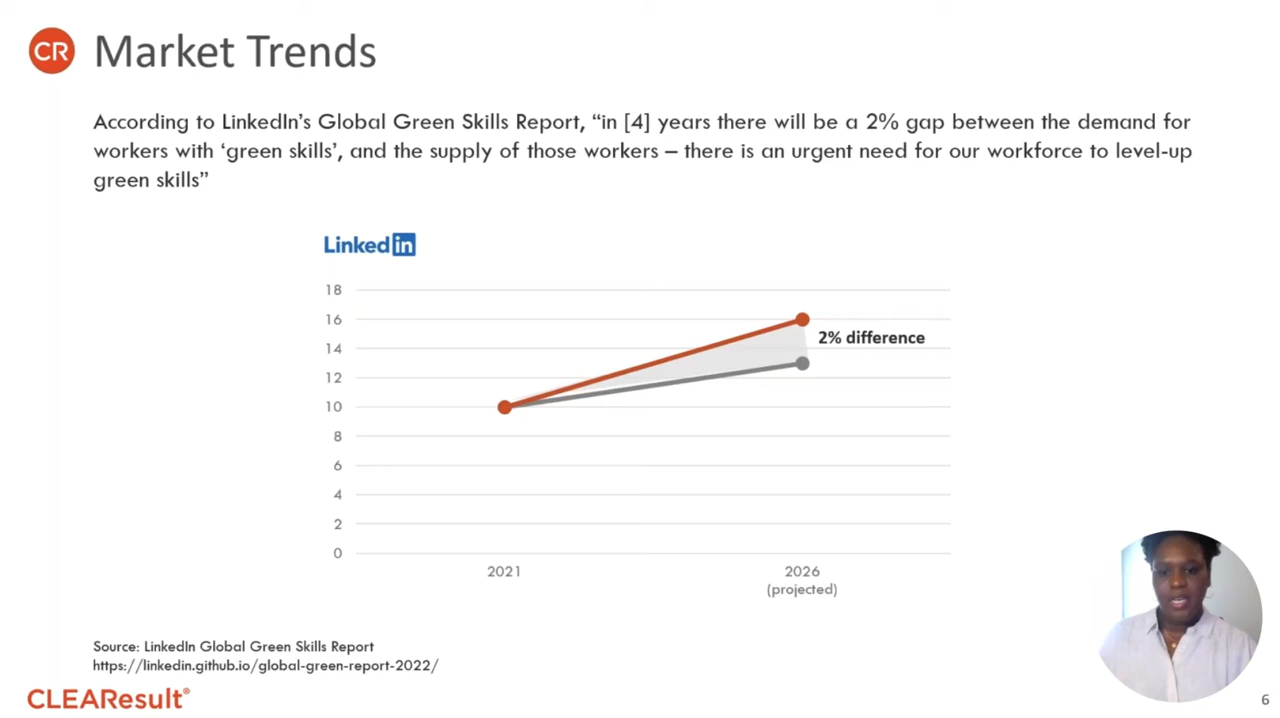 CR Market Trends
According to LinkedIn’s Global Green Skills Report, “in [4] years there will be a 2% gap between the demand for
workers with ‘green skills’, and the supply of those workers – there is an urgent need for our workforce to level-up
green skills”
Linked in
18
16
2% difference
14
12
10
8
6
4
2
0
2021 2026
(projected)
Source: LinkedIn Global Green Skills Report
https://linkedin.github.io/global-green-report-2022/
CLEAResult®
6